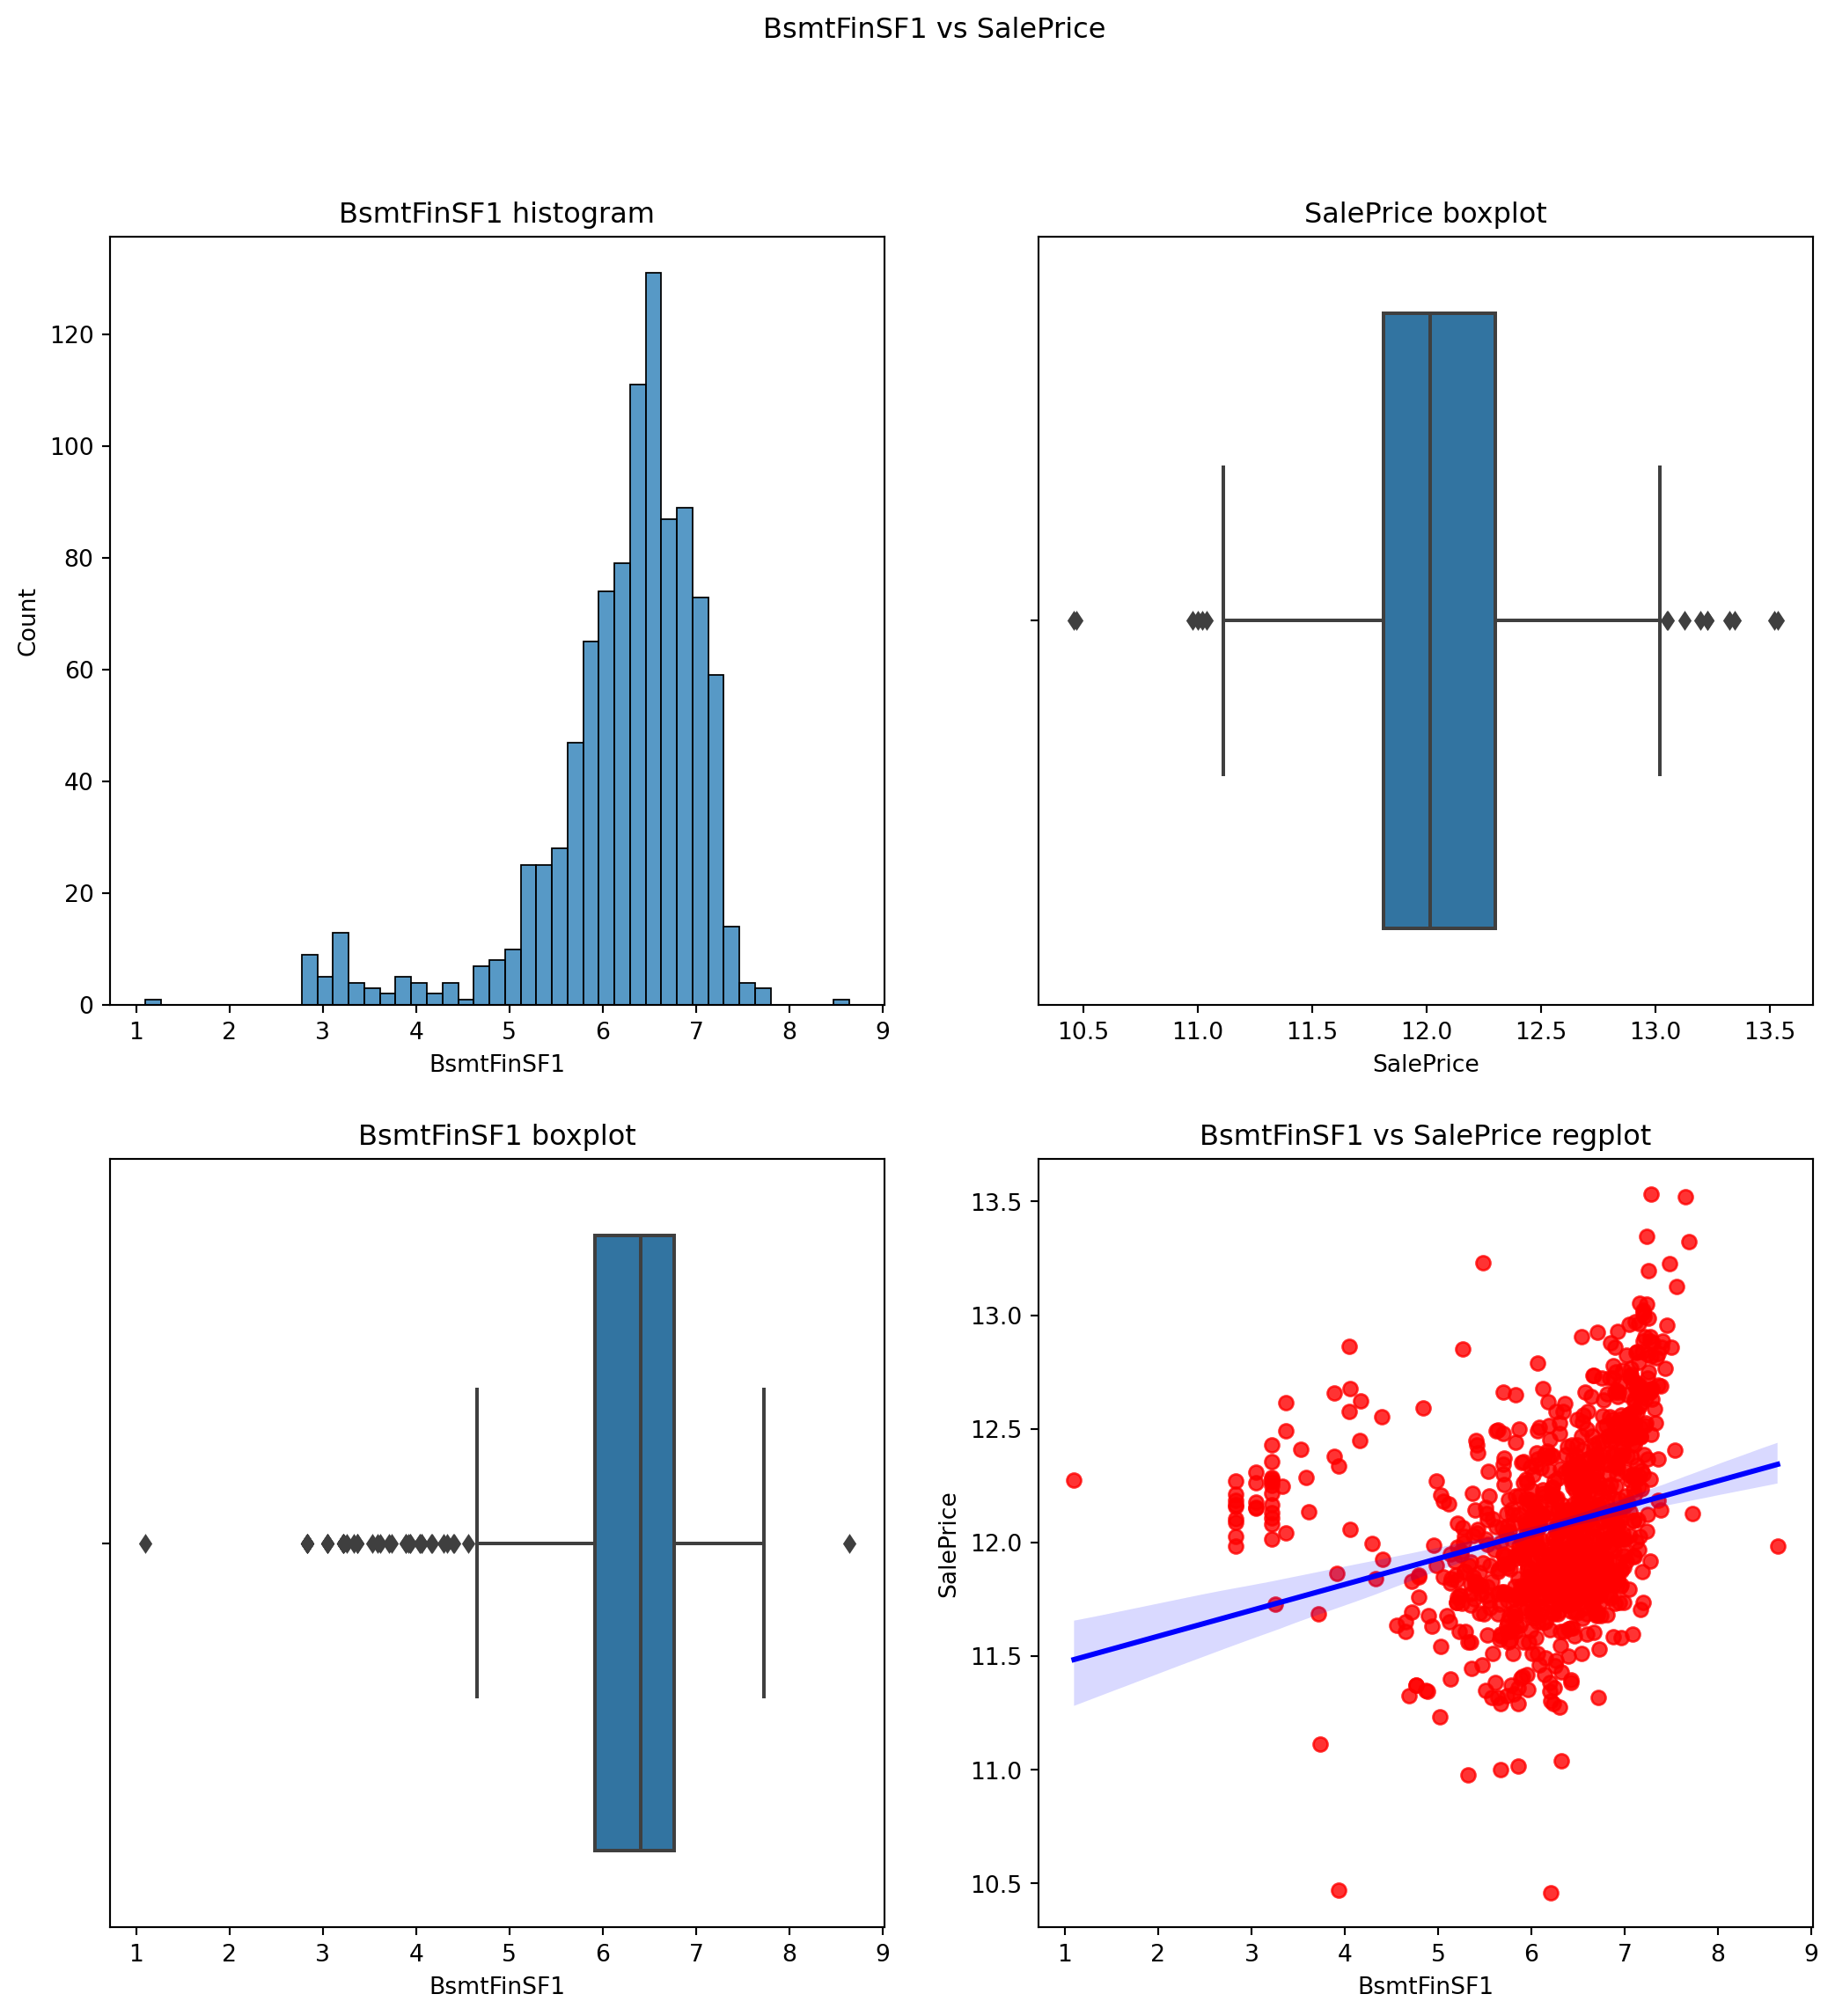 BsmtFinSF1 vs SalePrice
BsmtFinSF1 histogram
Count
120
100
80
60
40
20
0
1 2 3 4 5 6 7 8 9
BsmtFinSF1
SalePrice boxplot
10.5 11.0 11.5 12.0 12.5 13.0 13.5
SalePrice
BsmtFinSF1 boxplot
1 2 3 4 5 6 7 8 9
BsmtFinSF1
BsmtFinSF1 vs SalePrice regplot
SalePrice
13.5
13.0
12.5
12.0
11.5
11.0
10.5
1 2 3 4 5 6 7 8 9
BsmtFinSF1